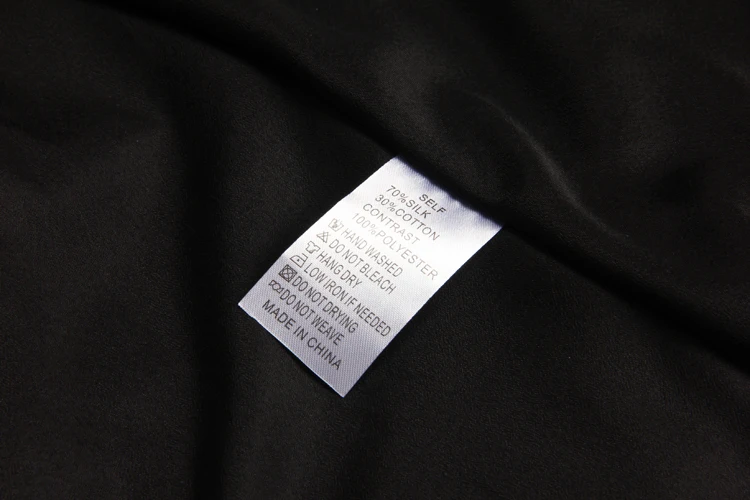 SELF
70%SILK
30%COTTON
CONTRAST
100%POLYESTER
HAND WASHED
DO NOT BLEACH
HANG DRY
LOW IRON IF NEEDED
DO NOT DRYING
DO NOT WEAVE
MADE IN CHINA